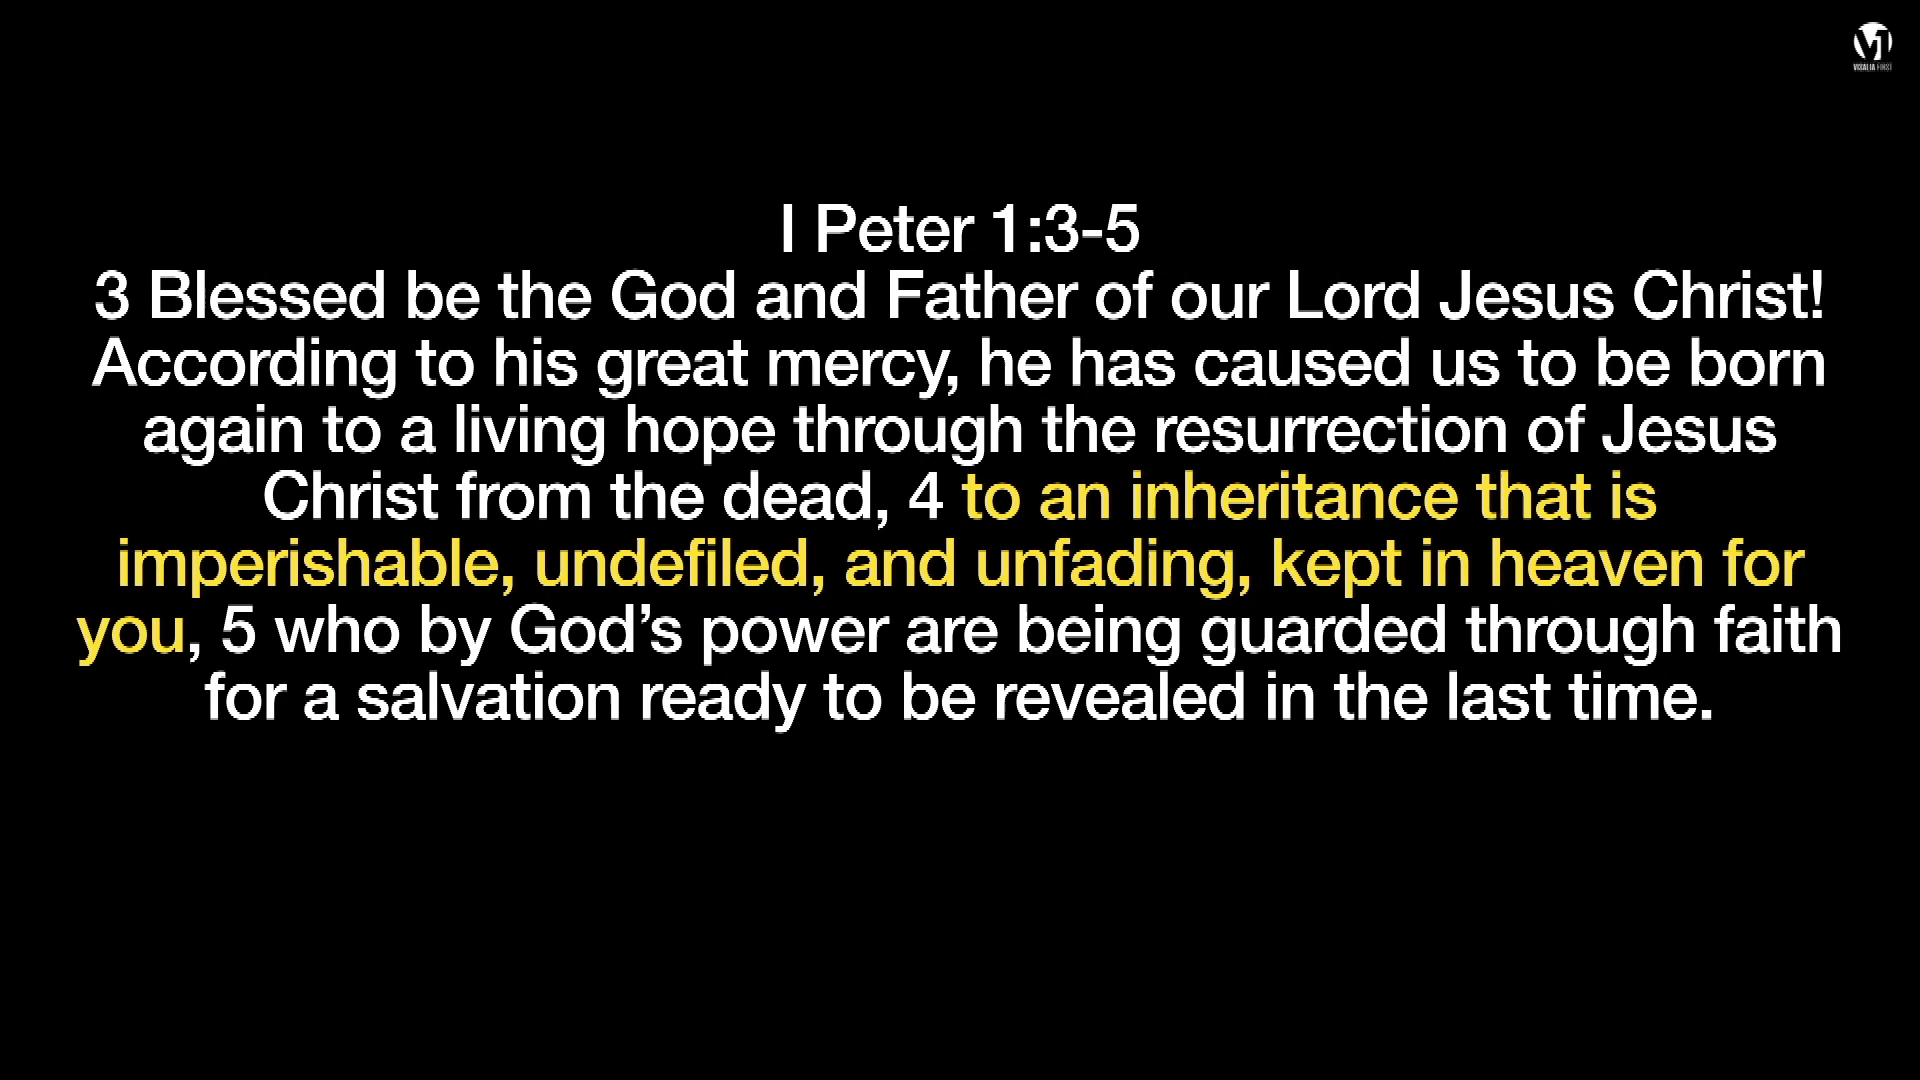 VISALIA FIRST
I Peter 1:3-5
3 Blessed be the God and Father of our Lord Jesus Christ!
According to his great mercy, he has caused us to be born
again to a living hope through the resurrection of Jesus
Christ from the dead, 4 to an inheritance that is
imperishable, undefiled, and unfading, kept in heaven for
you, 5 who by God’s power are being guarded through faith
for a salvation ready to be revealed in the last time.